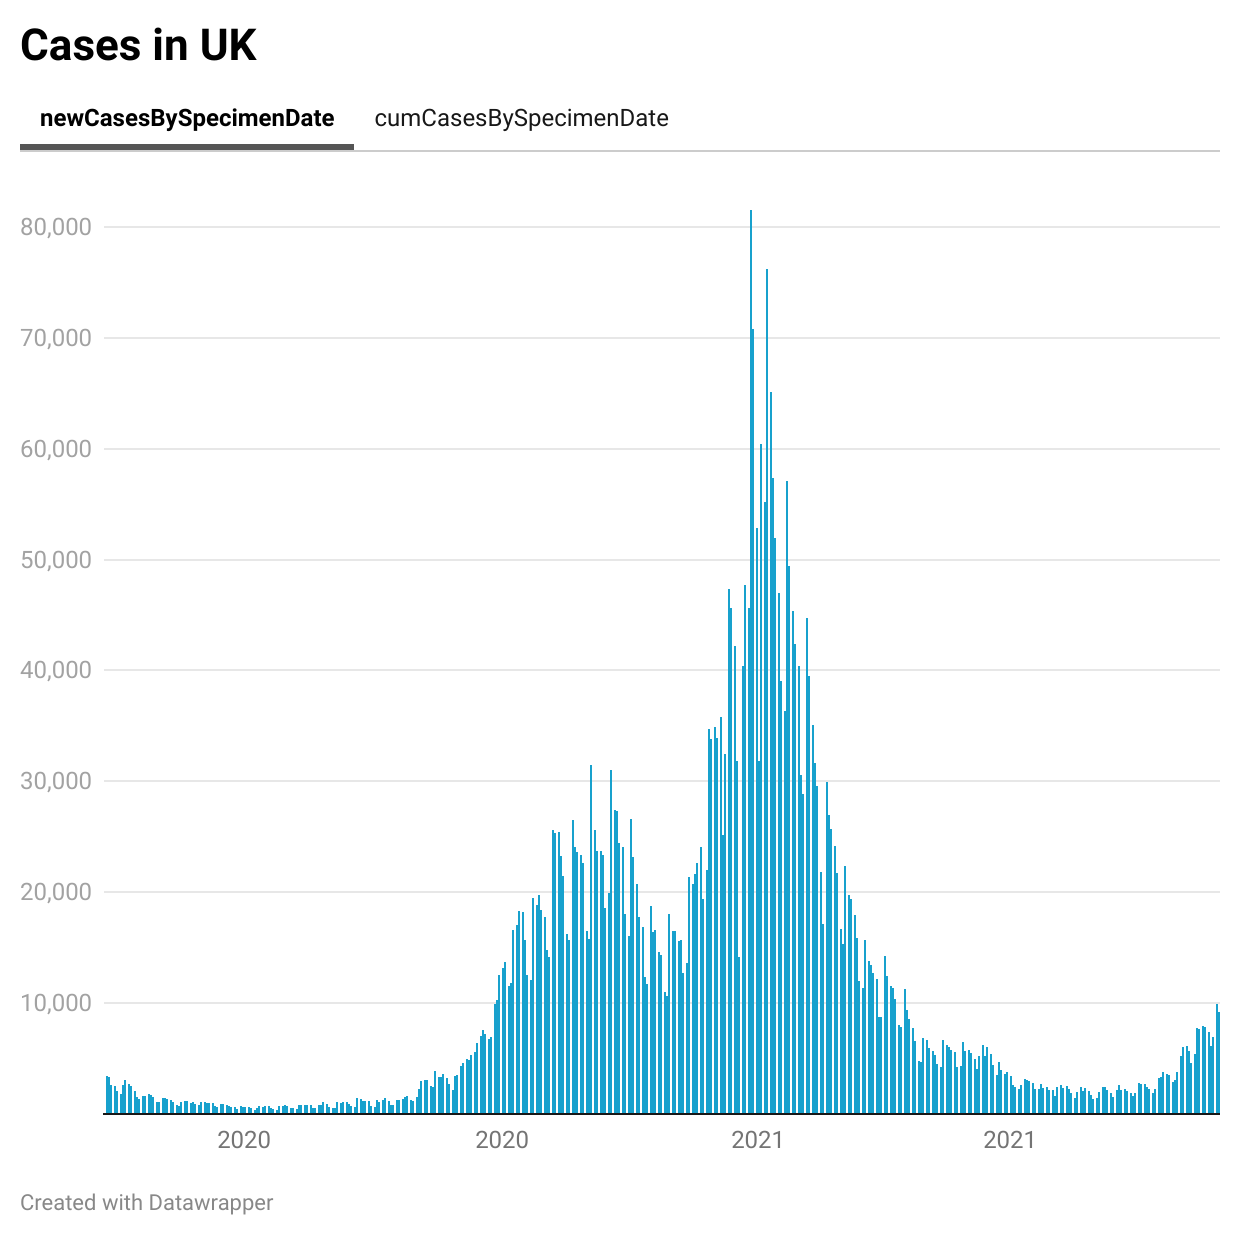 Cases in UK
newCasesBySpecimenDate cumCasesBySpecimenDate
80,000
70,000
60,000
50,000
40,000
30,000
20,000
10,000
2020 2020 2021 2021
Created with Datawrapper